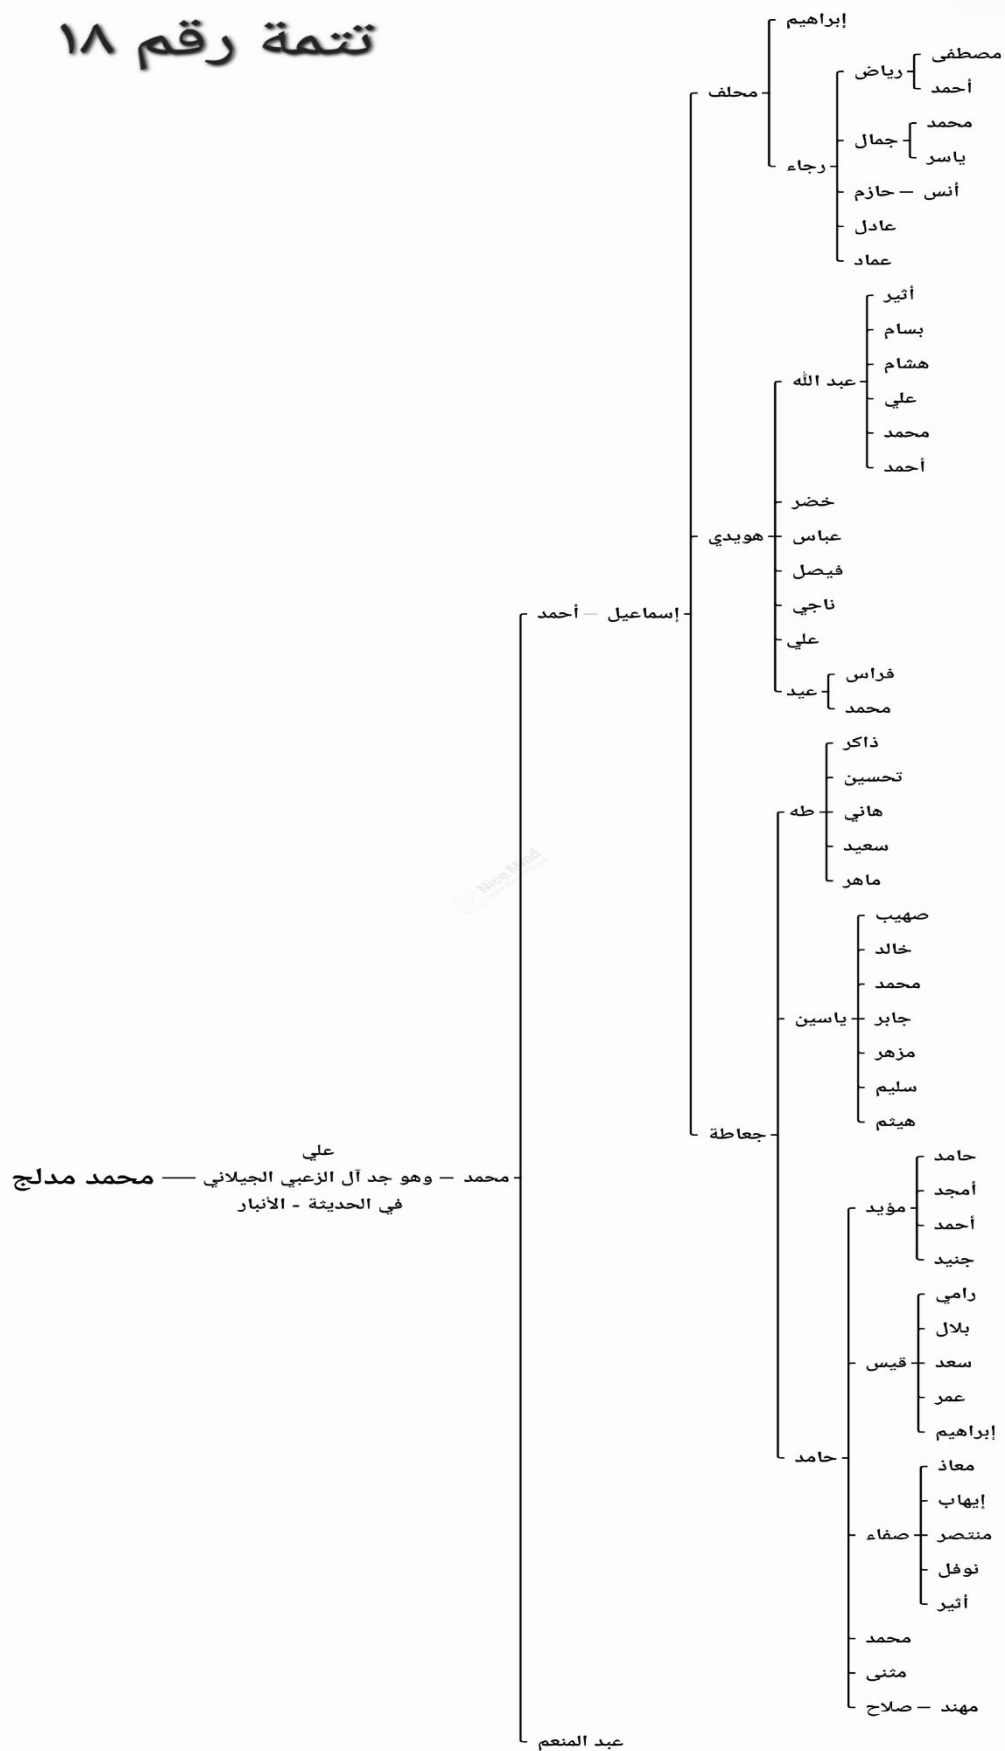 تتمة رقم ١٨
محمد مدلج
علي
وهو جد آل الزعبي الجيلاني
في الحديثة - الأنبار
محمد
أحمد
إسماعيل
محلف
إبراهيم
رجاء
رياض
مصطفى
أحمد
جمال
محمد
ياسر
حازم
أنس
عادل
عماد
هويدي
عبد الله
أثير
بسام
هشام
علي
محمد
أحمد
خضر
عباس
فيصل
ناجي
علي
عيد
فراس
محمد
جعاطة
طه
ذاكر
تحسين
هاني
سعيد
ماهر
ياسين
صهيب
خالد
محمد
جابر
مزهر
سليم
هيثم
حامد
مؤيد
حامد
أمجد
أحمد
جنيد
قيس
رامي
بلال
سعد
عمر
إبراهيم
صفاء
معاذ
إيهاب
منتصر
نوفل
أثير
محمد
مثنى
صلاح
مهند
عبد المنعم
Nice Mind